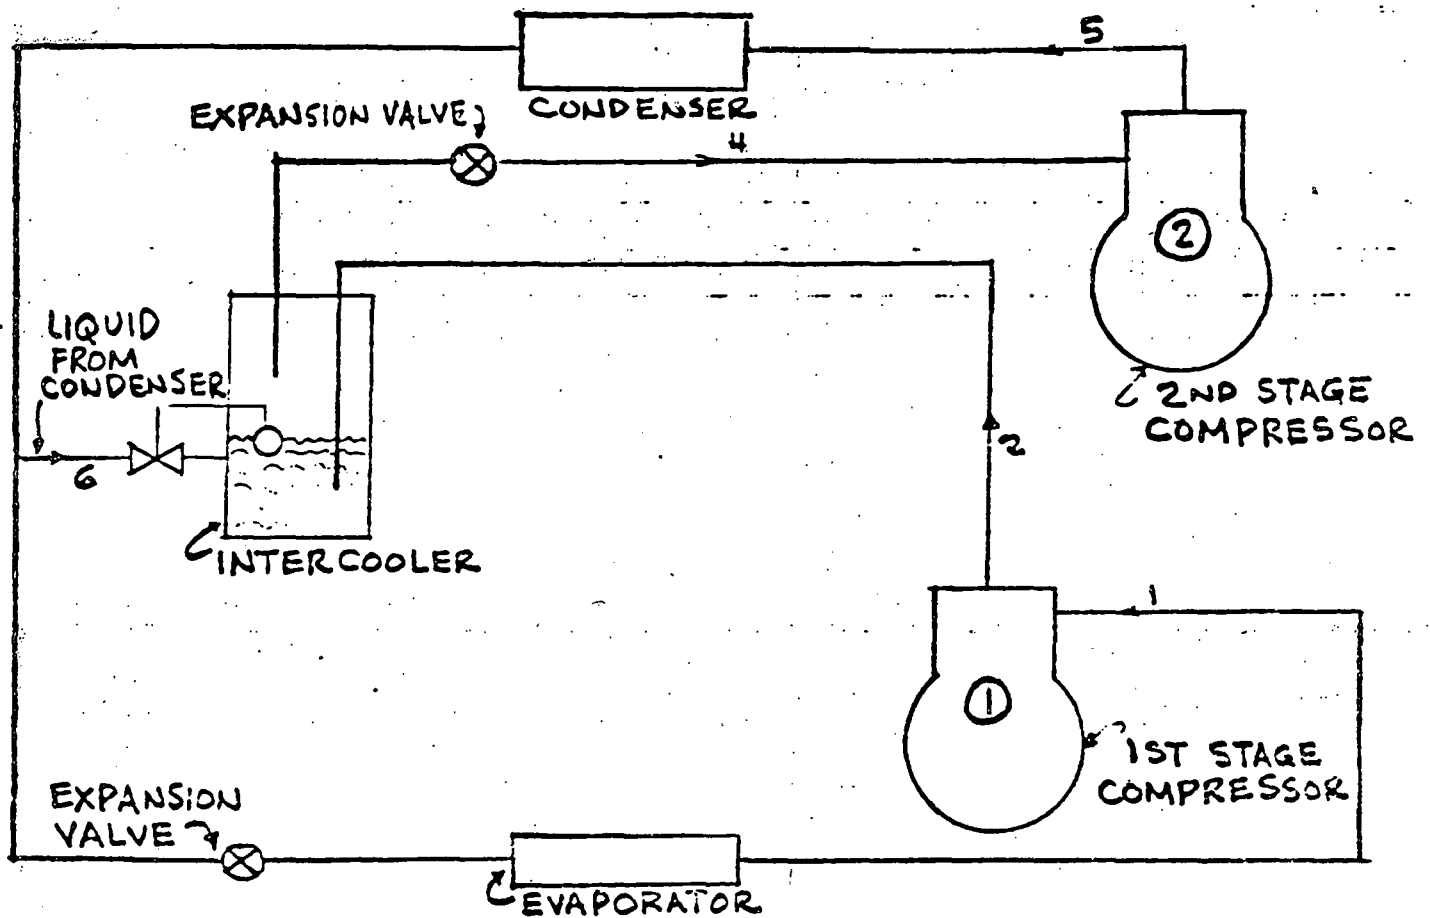 5
CONDENSER
EXPANSION VALVE
4
2
LIQUID
FROM
CONDENSER
2ND STAGE
COMPRESSOR
2
6
INTERCOOLER
1
1
1ST STAGE
COMPRESSOR
EXPANSION
VALVE
EVAPORATOR